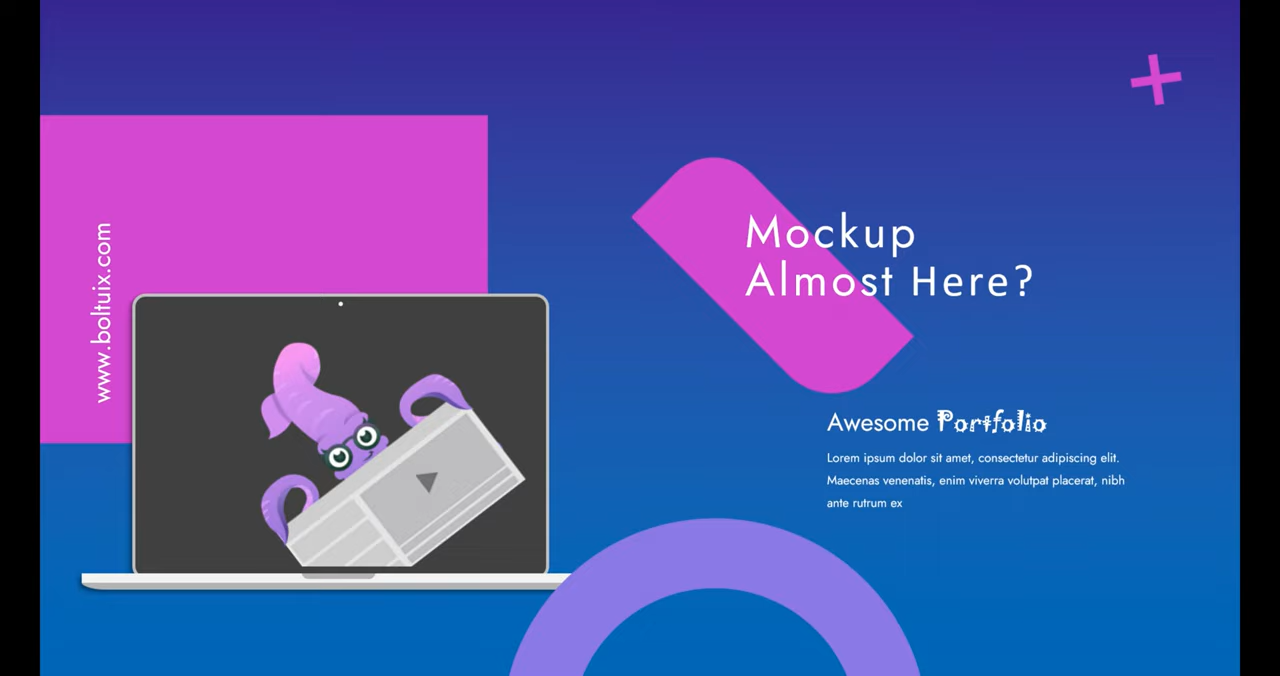 www.boltuix.com
Mockup
Almost Here?
Awesome Portfolio
Lorem ipsum dolor sit amet, consectetur adipiscing elit.
Maecenas venenatis, enim viverra volutpat placerat, nibh
ante rutrum ex